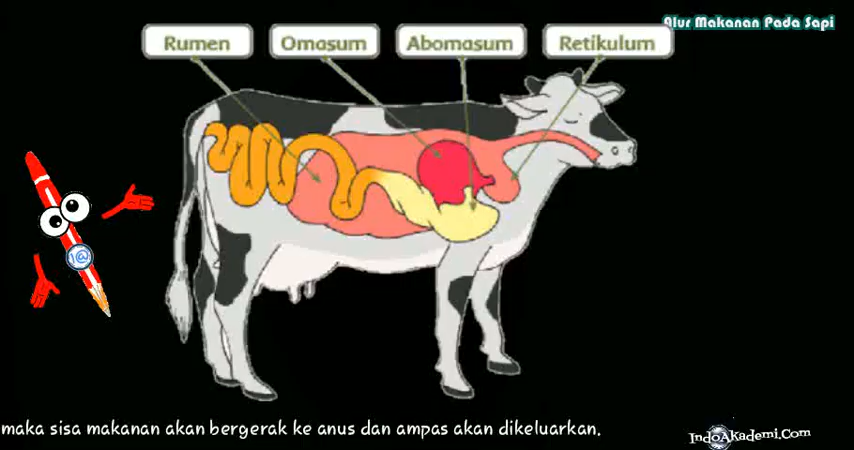 Alur Makanan Pada Sapi
Rumen
Omasum
Abomasum
Retikulum
1@
maka sisa makanan akan bergerak ke anus dan ampas akan dikeluarkan.
IndoAkademi.Com